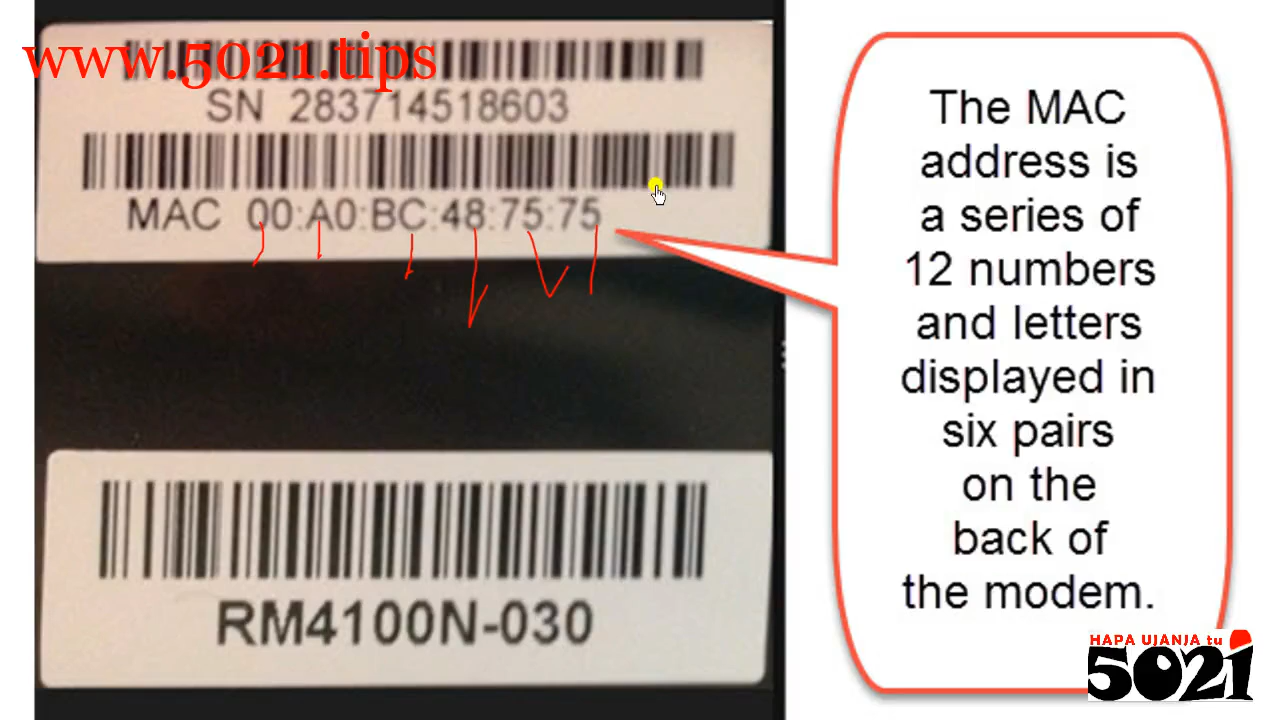 www.5021.tips
SN 283714518603
MAC 00:A0:BC:48:75:75
RM4100N-030
The MAC
address is
a series of
12 numbers
and letters
displayed in
six pairs
on the
back of
the modem.
HAPA UJANJA tu
5021